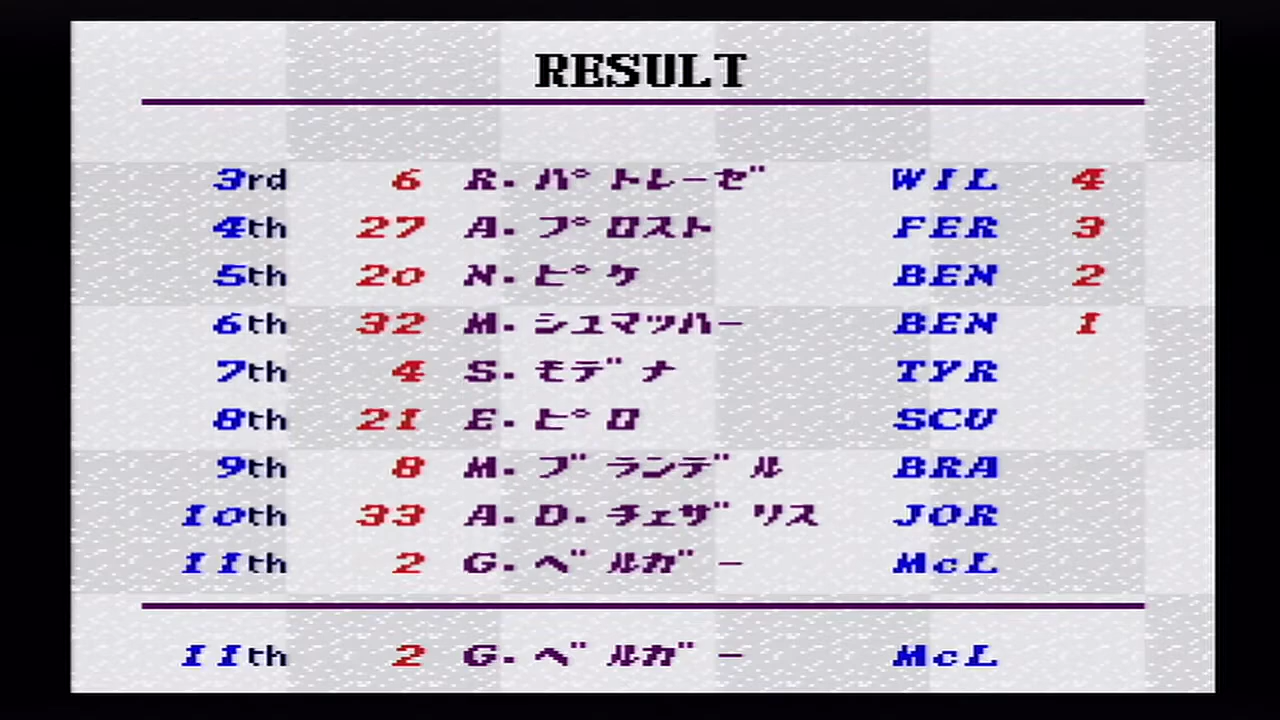 RESULT
3rd 6 R. パトレーゼ WIL 4
4th 27 A. プロスト FER 3
5th 20 N. ピケ BEN 2
6th 32 M. シュマッハー BEN 1
7th 4 S. モデナ TYR
8th 21 E. ピロ SCU
9th 8 M. ブランデル BRA
10th 33 A. D. チェザリス JOR
11th 2 G. ベルガー McL
11th 2 G. ベルガー McL